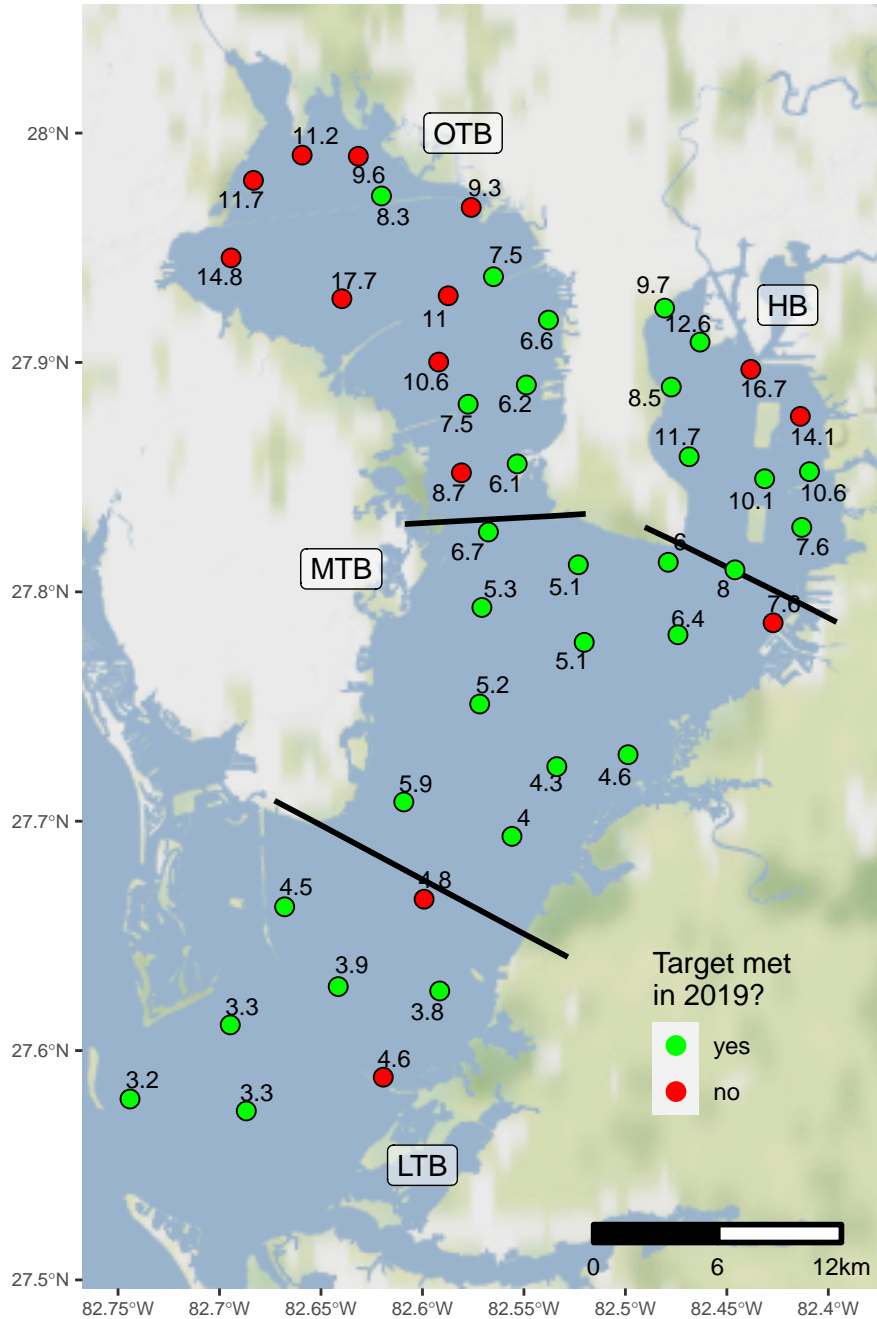 28°N
27.9°N
27.8°N
27.7°N
27.6°N
27.5°N
OTB
11.2
9.6
11.7
8.3
9.3
14.8
17.7
7.5
11
6.6
10.6
6.2
7.5
8.7
6.1
HB
9.7
12.6
16.7
8.5
14.1
11.7
10.1
10.6
7.6
MTB
6.7
5.1
6
8
7.6
5.3
5.1
6.4
5.2
4.3
4.6
5.9
4
4.8
4.5
3.9
3.8
3.3
4.6
3.2
3.3
LTB
Target met
in 2019?
yes
no
0 6 12km
82.75°W 82.7°W 82.65°W 82.6°W 82.55°W 82.5°W 82.45°W 82.4°W